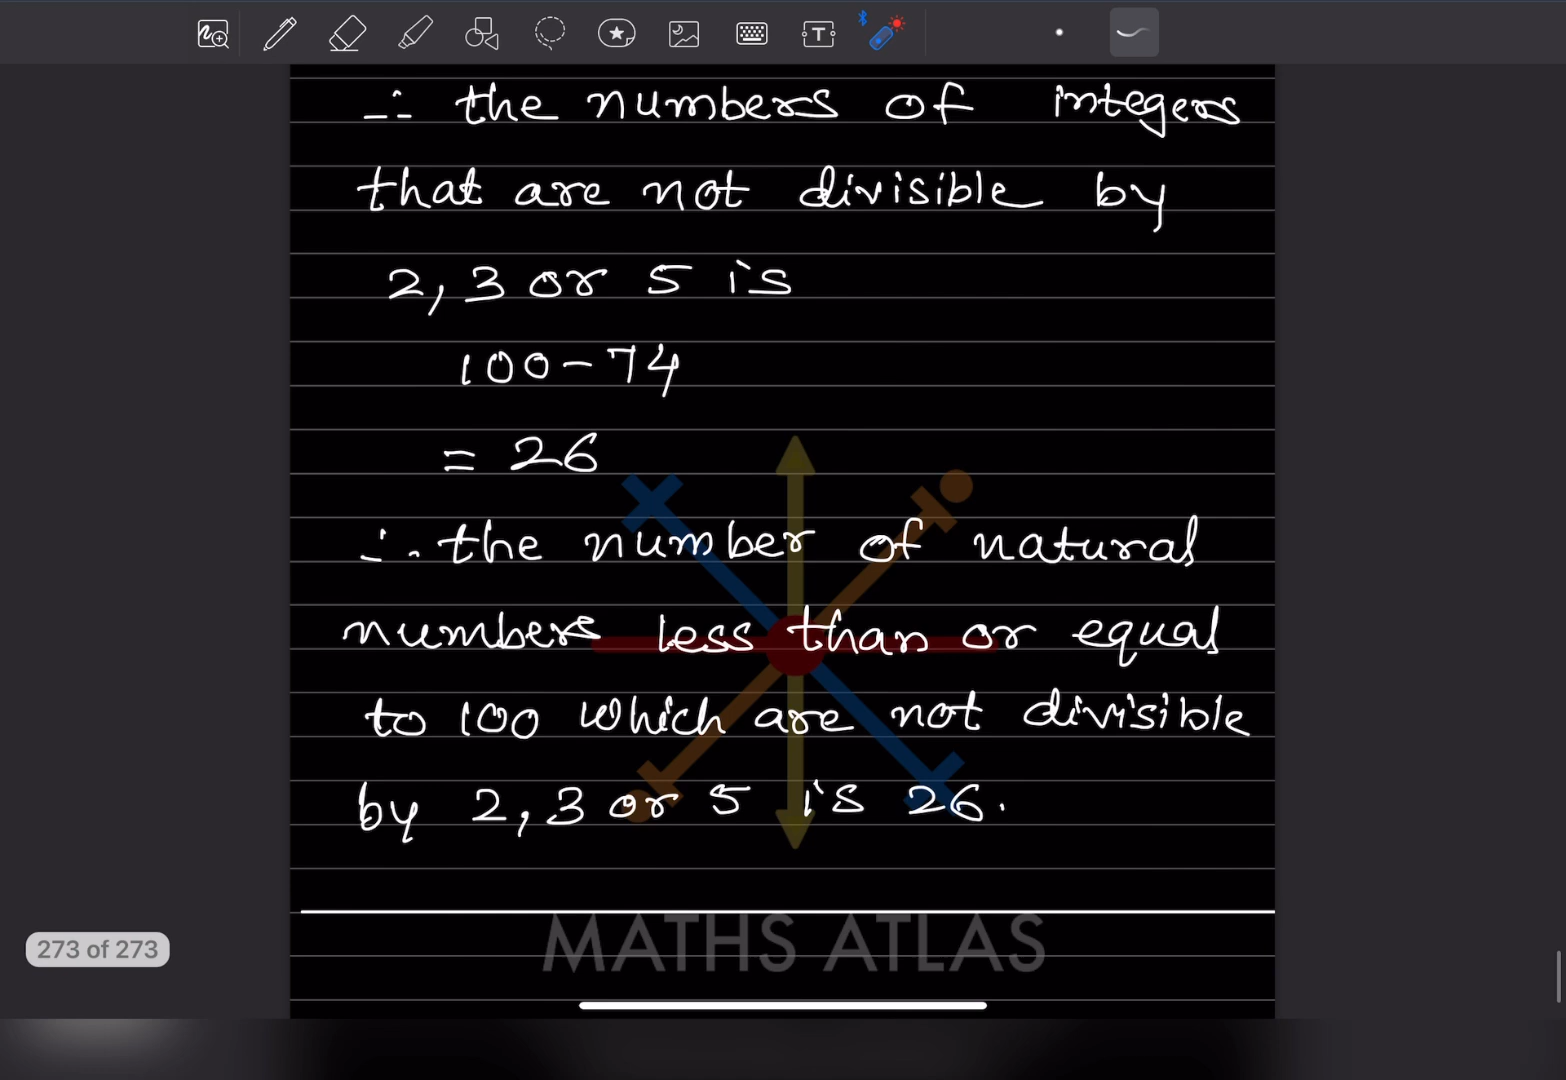 ∴ the numbers of integers
that are not divisible by
2, 3 or 5 is
100 - 74
= 26
∴ the number of natural
numbers less than or equal
to 100 which are not divisible
by 2, 3 or 5 is 26.
MATHS ATLAS
273 of 273